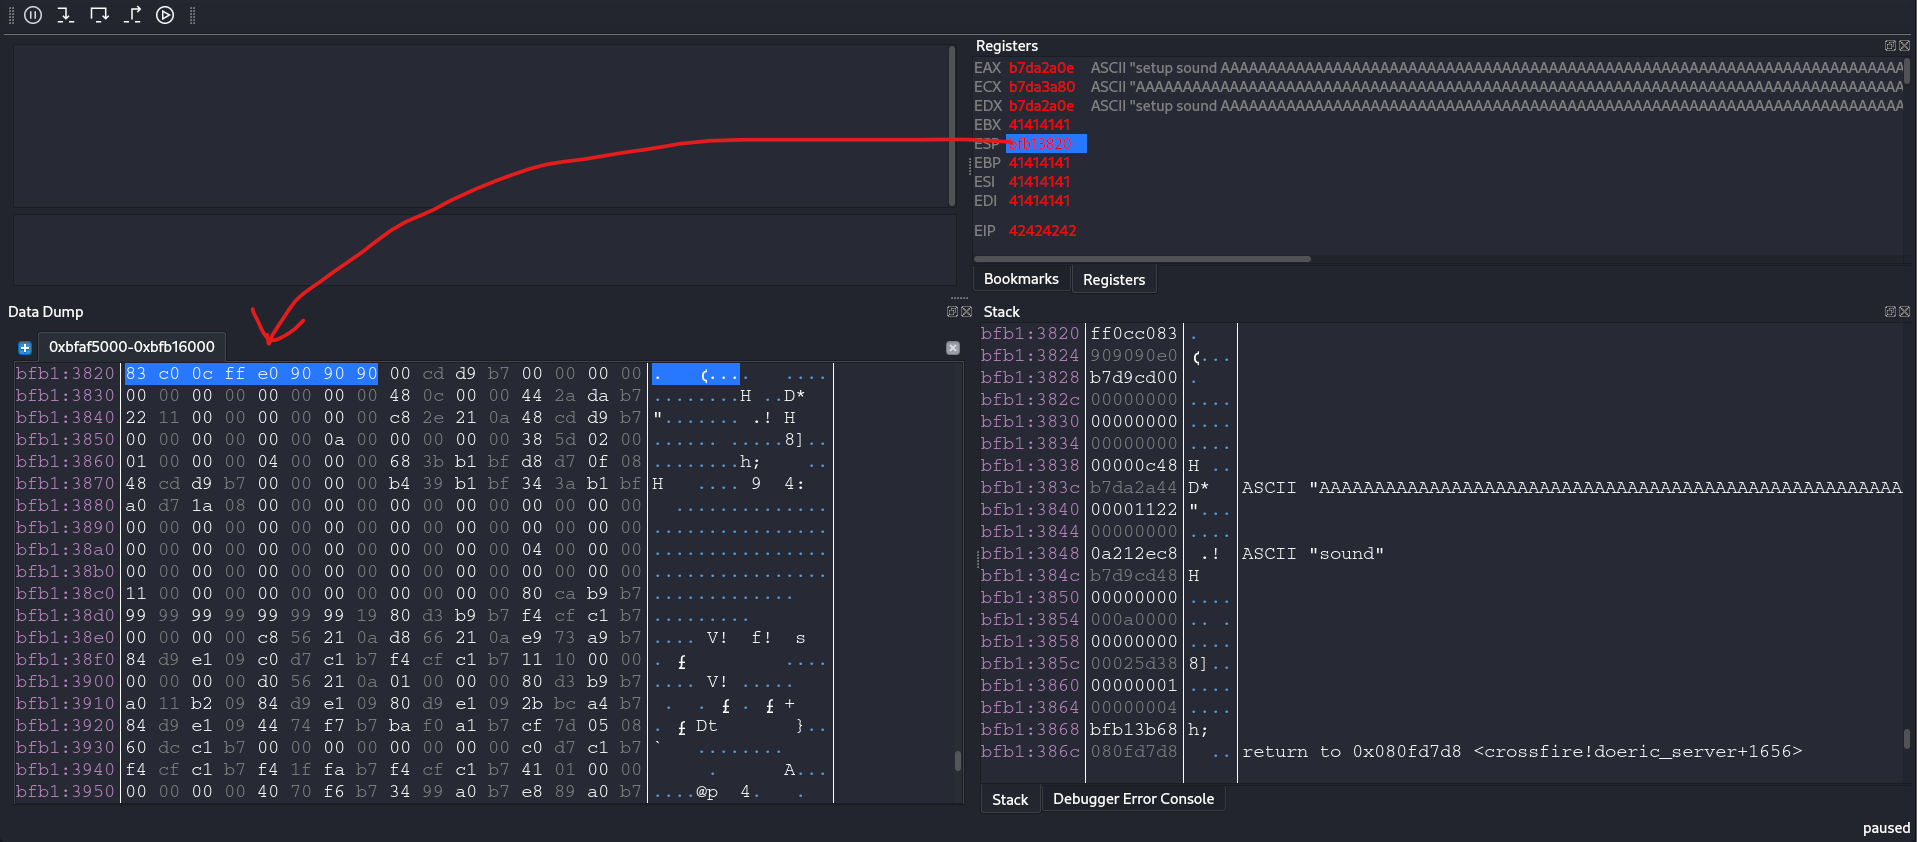 Registers
EAX b7da2a0e ASCII "setup sound AAAAAAAAAAAAAAAAAAAAAAAAAAAAAAAAAAAAAAAAAAAAAAAAAAAAAAAAAAAAAAAAAAAAAAAAA
ECX b7da3a80 ASCII "AAAAAAAAAAAAAAAAAAAAAAAAAAAAAAAAAAAAAAAAAAAAAAAAAAAAAAAAAAAAAAAAAAAAAAAAAAAAAAAAAA
EDX b7da2a0e ASCII "setup sound AAAAAAAAAAAAAAAAAAAAAAAAAAAAAAAAAAAAAAAAAAAAAAAAAAAAAAAAAAAAAAAAAAAAAAAAA
EBX 41414141
ESP bfb13820
EBP 41414141
ESI 41414141
EDI 41414141
EIP 42424242
Bookmarks Registers
Data Dump
0xbfaf5000-0xbfb16000
bfb1:3820 83 c0 0c ff e0 90 90 90 00 cd d9 b7 00 00 00 00 . (... ....
bfb1:3830 00 00 00 00 00 00 00 00 48 0c 00 00 44 2a da b7 ........H ..D*
bfb1:3840 22 11 00 00 00 00 00 00 c8 2e 21 0a 48 cd d9 b7 "....... .! H
bfb1:3850 00 00 00 00 00 00 0a 00 00 00 00 00 38 5d 02 00 ...... .....8]..
bfb1:3860 01 00 00 00 04 00 00 00 68 3b b1 bf d8 d7 0f 08 ........h; ..
bfb1:3870 48 cd d9 b7 00 00 00 00 b4 39 b1 bf 34 3a b1 bf H .... 9 4:
bfb1:3880 a0 d7 1a 08 00 00 00 00 00 00 00 00 00 00 00 00 ..............
bfb1:3890 00 00 00 00 00 00 00 00 00 00 00 00 00 00 00 00 ................
bfb1:38a0 00 00 00 00 00 00 00 00 00 00 00 00 04 00 00 00 ................
bfb1:38b0 00 00 00 00 00 00 00 00 00 00 00 00 00 00 00 00 ................
bfb1:38c0 11 00 00 00 00 00 00 00 00 00 00 00 80 ca b9 b7 .............
bfb1:38d0 99 99 99 99 99 99 99 19 80 d3 b9 b7 f4 cf c1 b7 .........
bfb1:38e0 00 00 00 00 c8 56 21 0a d8 66 21 0a e9 73 a9 b7 .... V! f! s
bfb1:38f0 84 d9 e1 09 c0 d7 c1 b7 f4 cf c1 b7 11 10 00 00 . ƒ ....
bfb1:3900 00 00 00 00 d0 56 21 0a 01 00 00 00 80 d3 b9 b7 .... V! .....
bfb1:3910 a0 11 b2 09 84 d9 e1 09 80 d9 e1 09 2b bc a4 b7 . . ƒ . ƒ +
bfb1:3920 84 d9 e1 09 44 74 f7 b7 ba f0 a1 b7 cf 7d 05 08 . ƒ Dt }..
bfb1:3930 60 dc c1 b7 00 00 00 00 00 00 00 00 c0 d7 c1 b7 ` ........
bfb1:3940 f4 cf c1 b7 f4 1f fa b7 f4 cf c1 b7 41 01 00 00 . A...
bfb1:3950 00 00 00 00 40 70 f6 b7 34 99 a0 b7 e8 89 a0 b7 ....@p 4. .
Stack
bfb1:3820 ff0cc083 .
bfb1:3824 909090e0 (...
bfb1:3828 b7d9cd00 .
bfb1:382c 00000000 ....
bfb1:3830 00000000 ....
bfb1:3834 00000000 ....
bfb1:3838 00000c48 H ..
bfb1:383c b7da2a44 D* ASCII "AAAAAAAAAAAAAAAAAAAAAAAAAAAAAAAAAAAAAAAAAAAAAAAAAAAAA
bfb1:3840 00001122 "...
bfb1:3844 00000000 ....
bfb1:3848 0a212ec8 .! ASCII "sound"
bfb1:384c b7d9cd48 H
bfb1:3850 00000000 ....
bfb1:3854 000a0000 .. .
bfb1:3858 00000000 ....
bfb1:385c 00025d38 8]..
bfb1:3860 00000001 ....
bfb1:3864 00000004 ....
bfb1:3868 bfb13b68 h;
bfb1:386c 080fd7d8 .. return to 0x080fd7d8 <crossfire!doeric_server+1656>
Stack Debugger Error Console
paused